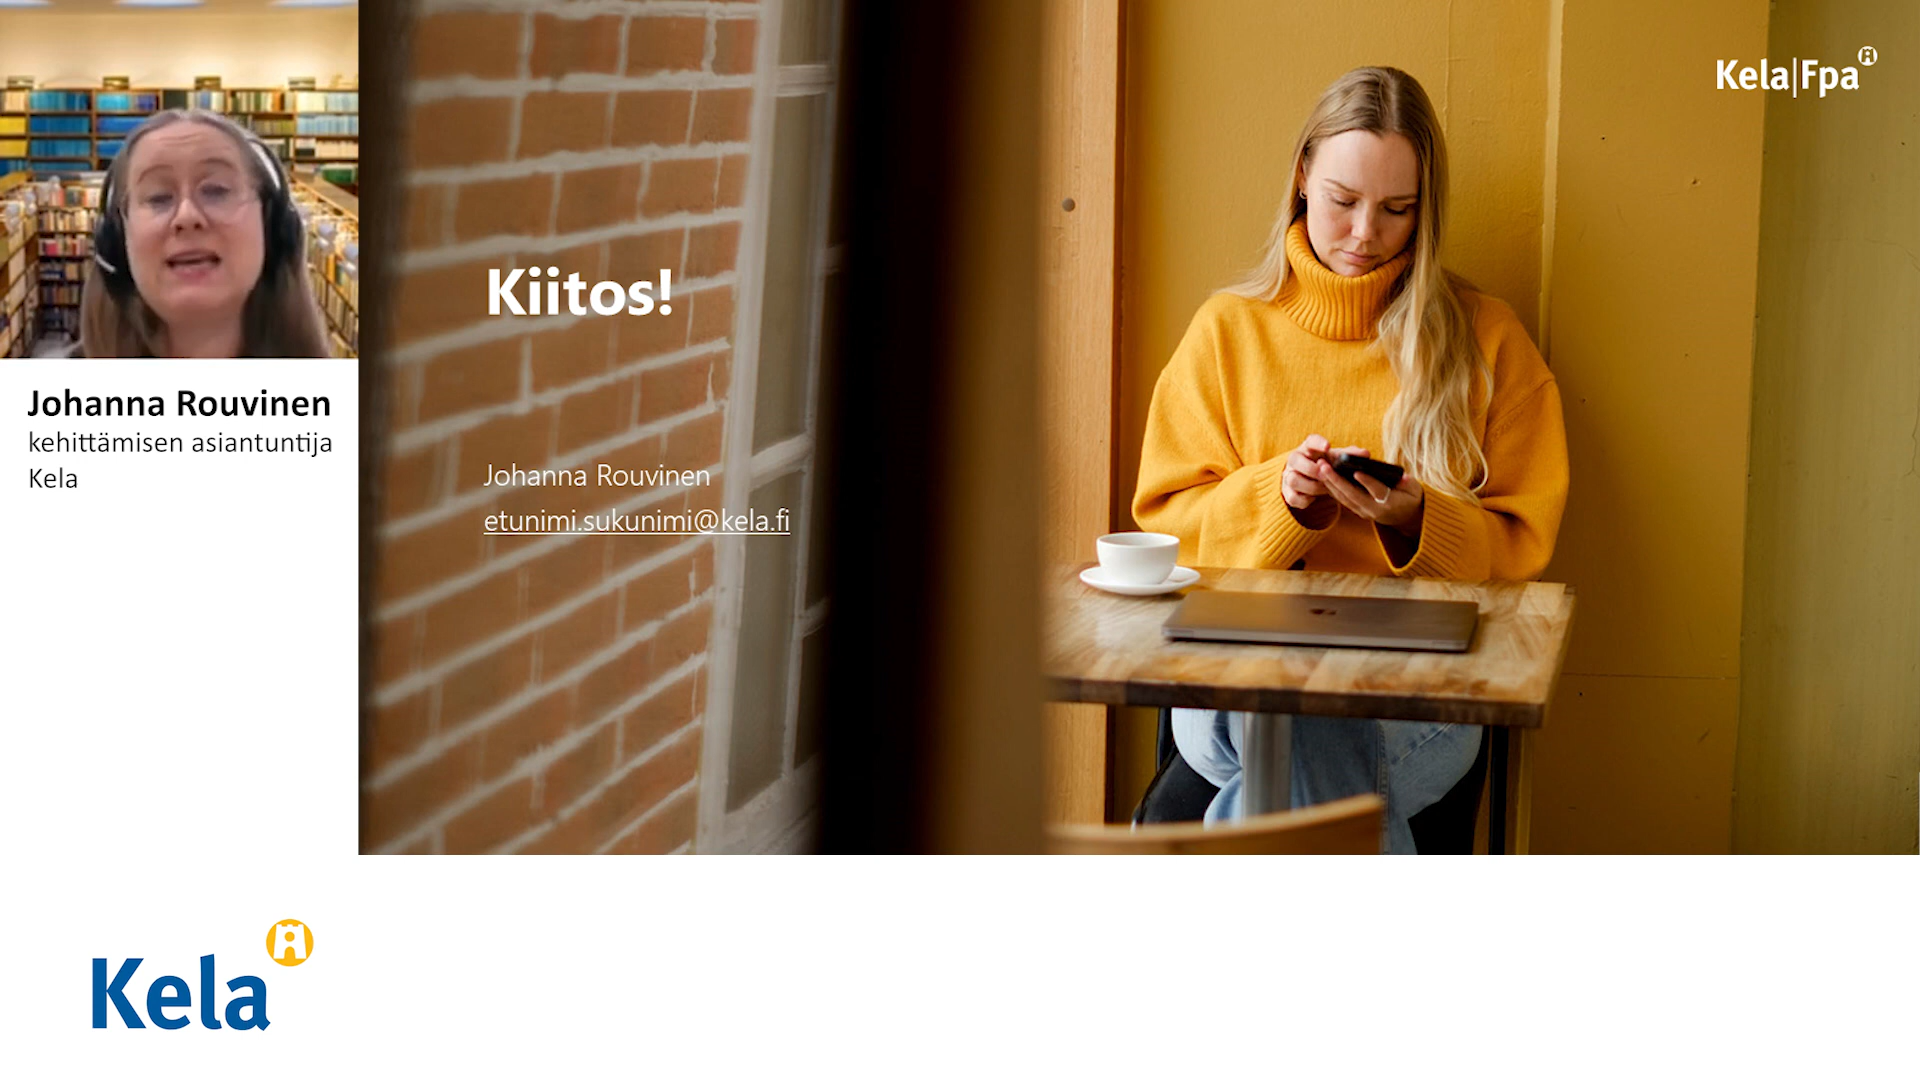 Kela|Fpa
Kiitos!
Johanna Rouvinen
etunimi.sukunimi@kela.fi
Johanna Rouvinen
kehittämisen asiantuntija
Kela
Kela